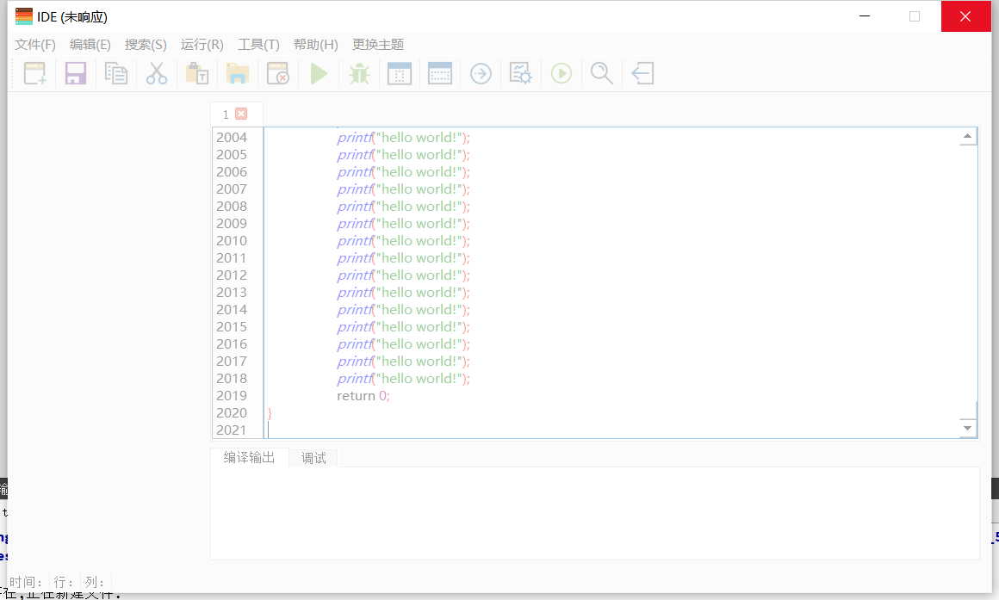 IDE (未响应)
文件(F) 编辑(E) 搜索(S) 运行(R) 工具(T) 帮助(H) 更换主题
1
2004 printf("hello world!");
2005 printf("hello world!");
2006 printf("hello world!");
2007 printf("hello world!");
2008 printf("hello world!");
2009 printf("hello world!");
2010 printf("hello world!");
2011 printf("hello world!");
2012 printf("hello world!");
2013 printf("hello world!");
2014 printf("hello world!");
2015 printf("hello world!");
2016 printf("hello world!");
2017 printf("hello world!");
2018 printf("hello world!");
2019 return 0;
2020 }
2021
编译输出 调试
时间: 行: 列: